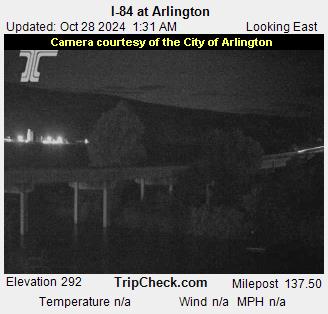 I-84 at Arlington
Updated: Oct 28 2024 1:31 AM Looking East
Camera courtesy of the City of Arlington
Elevation 292 TripCheck.com Milepost 137.50
Temperature n/a Wind n/a MPH n/a